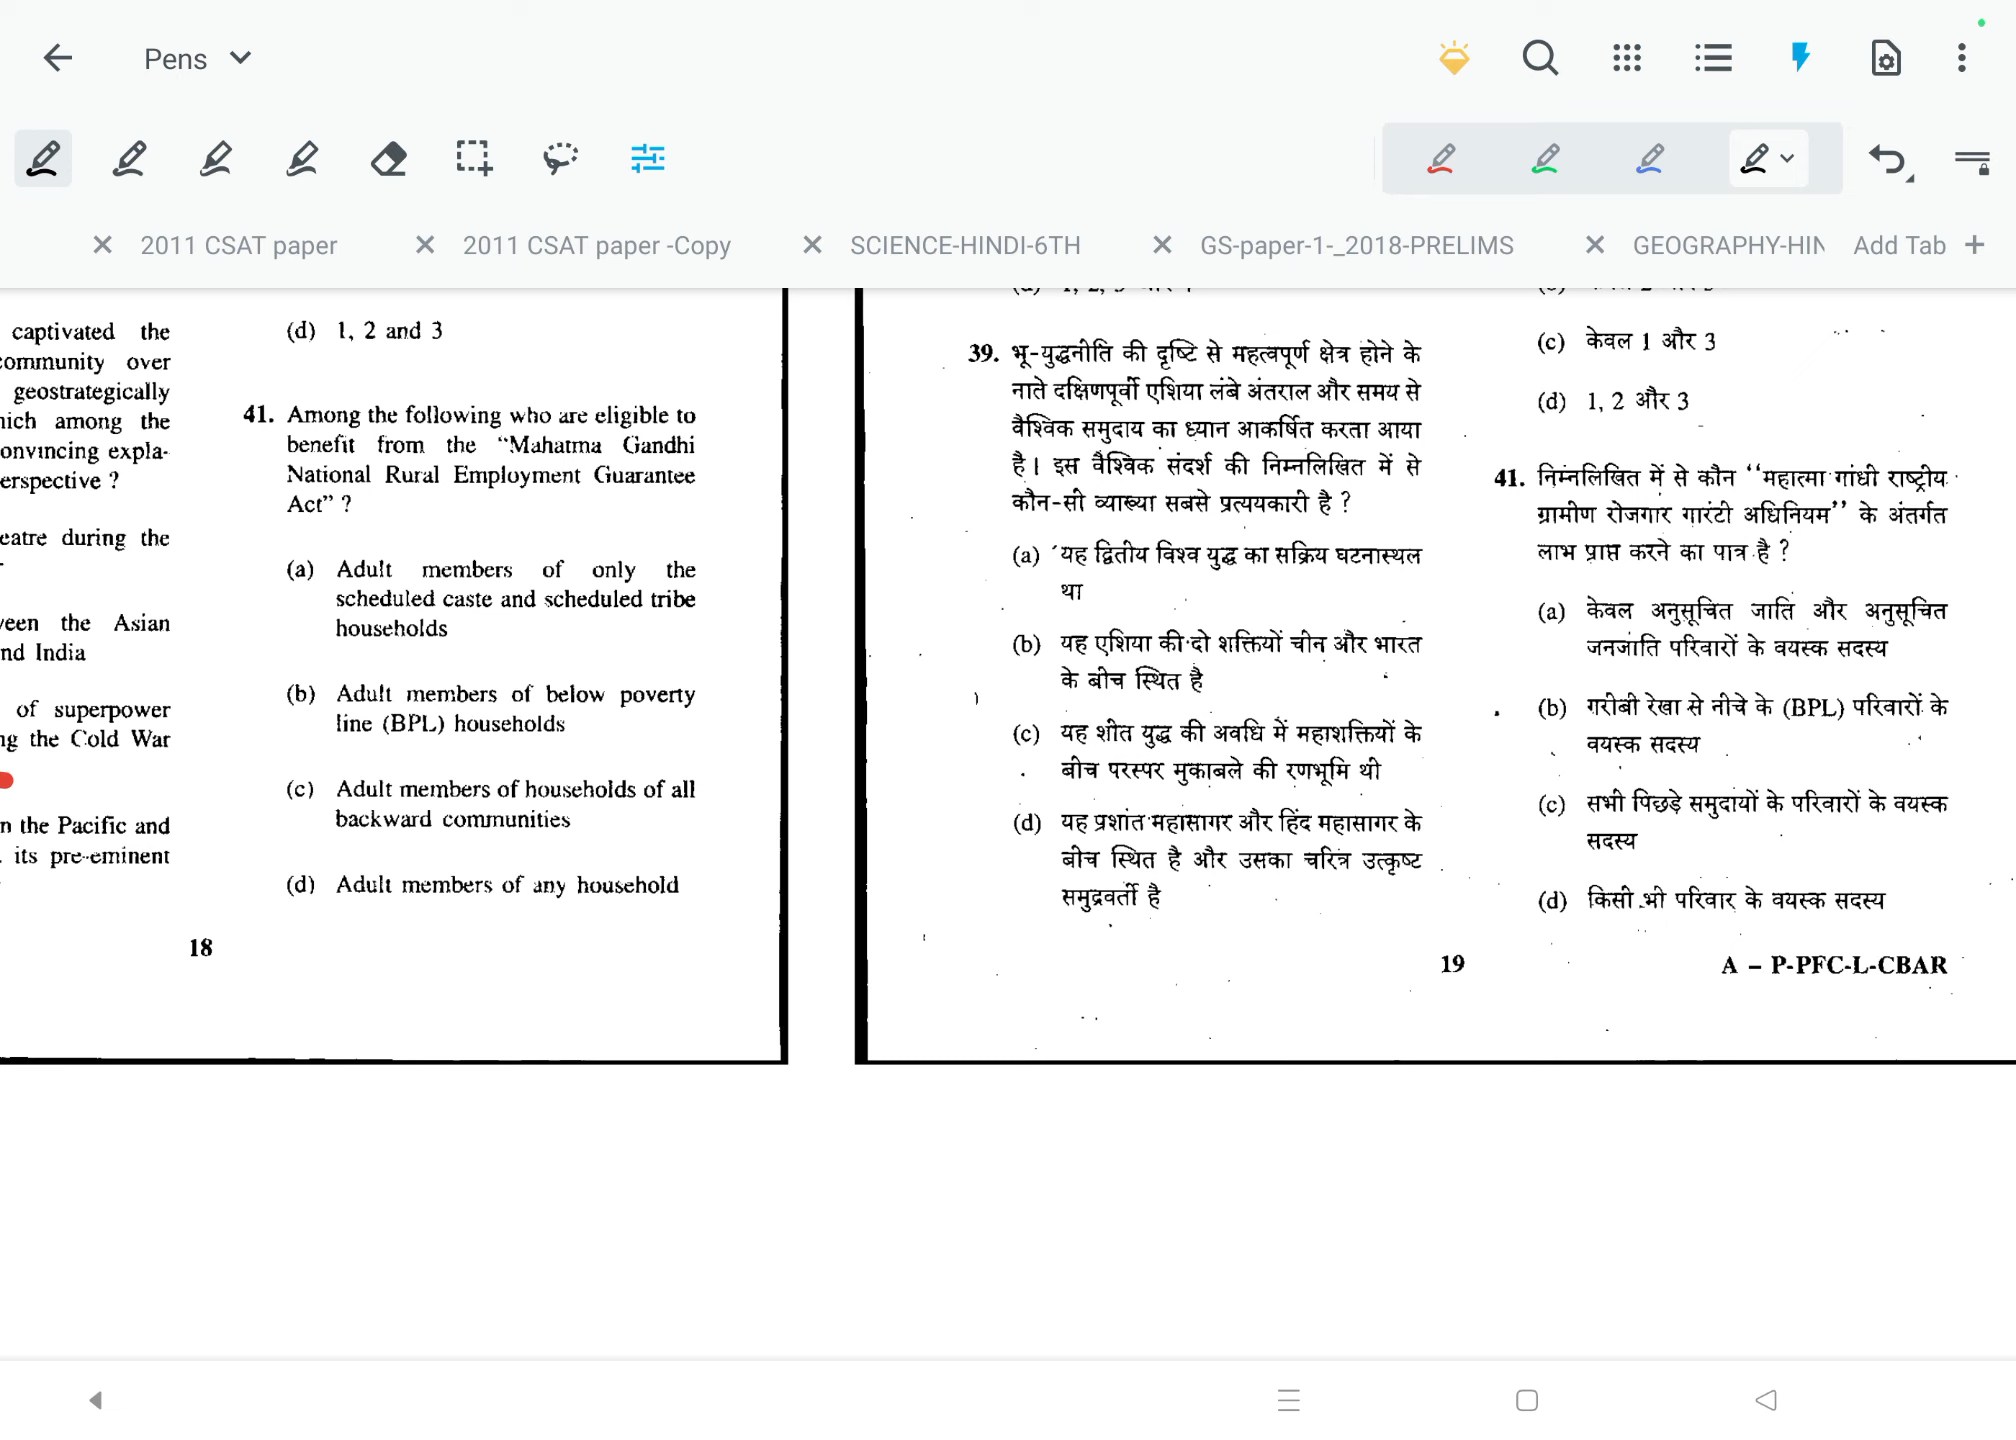 Pens
2011 CSAT paper
2011 CSAT paper -Copy
SCIENCE-HINDI-6TH
GS-paper-1-_2018-PRELIMS
GEOGRAPHY-HIN
Add Tab
captivated the
community over
geostrategically
among the
convincing expla-
erspective ?
eatre during the
the Asian
nd India
of superpower
the Cold War
n the Pacific and
its pre-eminent
(d) 1, 2 and 3
41. Among the following who are eligible to
benefit from the “Mahatma Gandhi
National Rural Employment Guarantee
Act” ?
(a) Adult members of only the
scheduled caste and scheduled tribe
households
(b) Adult members of below poverty
line (BPL) households
(c) Adult members of households of all
backward communities
(d) Adult members of any household
18
39. भू-युद्धनीति की दृष्टि से महत्वपूर्ण क्षेत्र होने के
नाते दक्षिणपूर्वी एशिया लंबे अंतराल और समय से
वैश्विक समुदाय का ध्यान आकर्षित करता आया
है। इस वैश्विक संदर्श की निम्नलिखित में से
कौन-सी व्याख्या सबसे प्रत्ययकारी है ?
(a) यह द्वितीय विश्व युद्ध का सक्रिय घटनास्थल
था
(b) यह एशिया की दो शक्तियों चीन और भारत
के बीच स्थित है
(c) यह शीत युद्ध की अवधि में महाशक्तियों के
बीच परस्पर मुकाबले की रणभूमि थी
(d) यह प्रशांत महासागर और हिंद महासागर के
बीच स्थित है और उसका चरित्र उत्कृष्ट
समुद्रवर्ती है
(c) केवल 1 और 3
(d) 1, 2 और 3
41. निम्नलिखित में से कौन ‘‘महात्मा गांधी राष्ट्रीय
ग्रामीण रोजगार गारंटी अधिनियम’’ के अंतर्गत
लाभ प्राप्त करने का पात्र है ?
(a) केवल अनुसूचित जाति और अनुसूचित
जनजाति परिवारों के वयस्क सदस्य
(b) गरीबी रेखा से नीचे के (BPL) परिवारों के
वयस्क सदस्य
(c) सभी पिछड़े समुदायों के परिवारों के वयस्क
सदस्य
(d) किसी भी परिवार के वयस्क सदस्य
19
A – P-PFC-L-CBAR